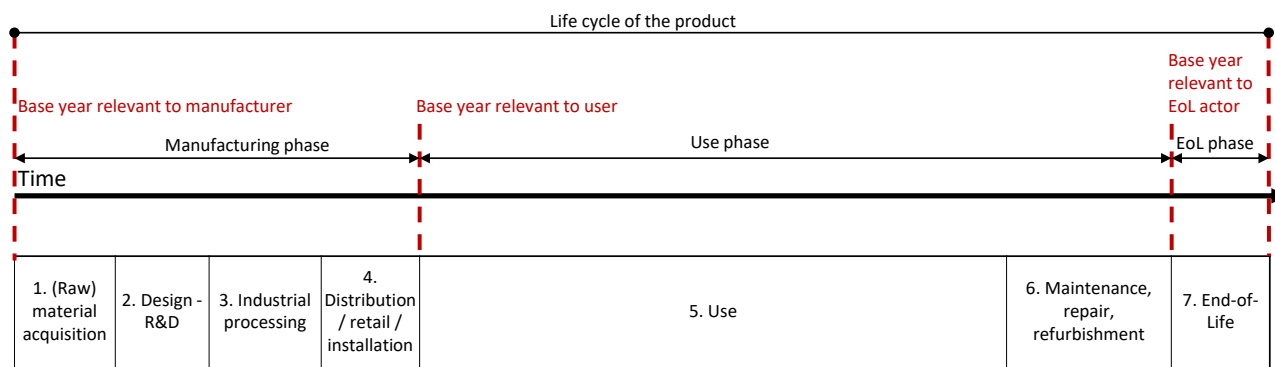 Life cycle of the product
Base year
relevant to
EoL actor
Base year relevant to manufacturer
Base year relevant to user
Manufacturing phase
Use phase
EoL phase
Time
1. (Raw)
material
acquisition
2. Design -
R&D
3. Industrial
processing
4.
Distribution
/ retail /
installation
5. Use
6. Maintenance,
repair,
refurbishment
7. End-of-
Life